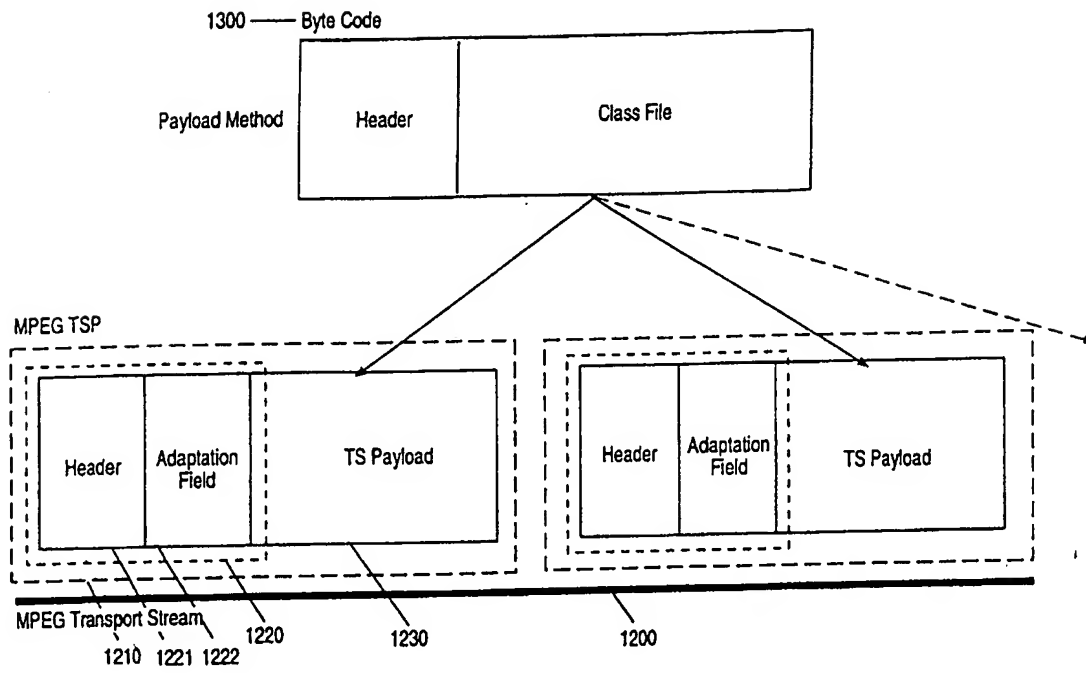 1300 Byte Code
Payload Method
Header
Class File
MPEG TSP
Header
Adaptation
Field
TS Payload
Header
Adaptation
Field
TS Payload
MPEG Transport Stream
1210
1221
1222
1220
1230
1200